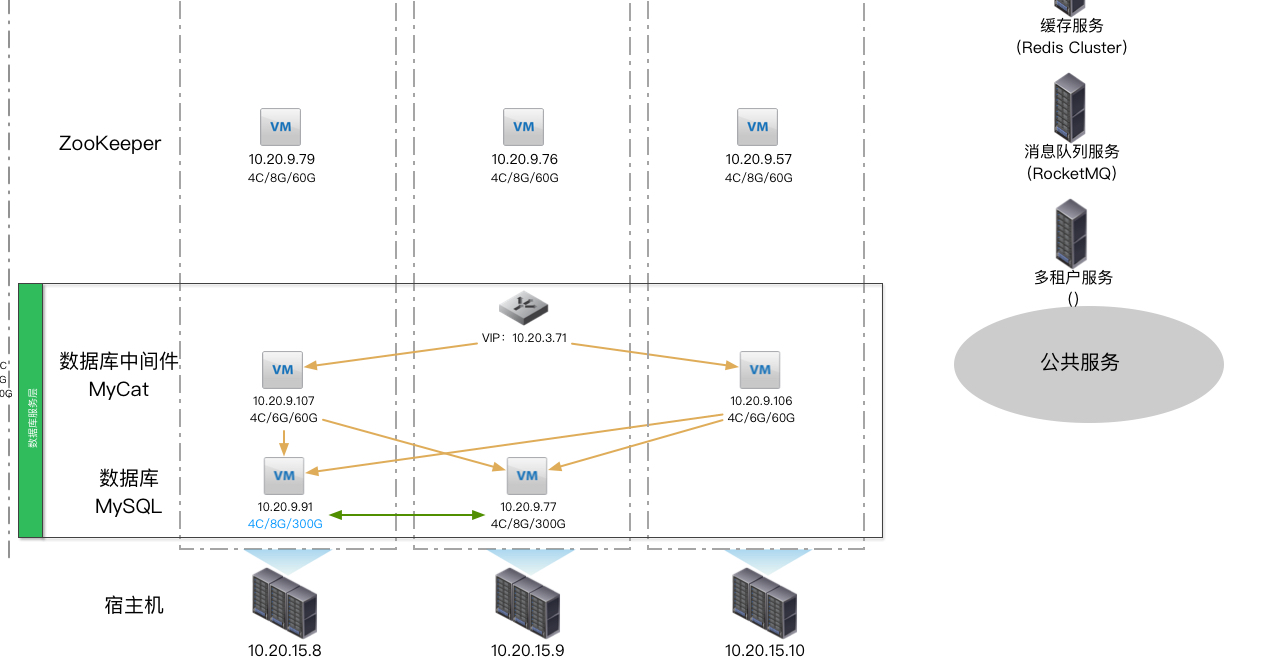 缓存服务
(Redis Cluster)
ZooKeeper
VM
VM
VM
10.20.9.79
10.20.9.76
10.20.9.57
4C/8G/60G
4C/8G/60G
4C/8G/60G
消息队列服务
(RocketMQ)
多租户服务
()
公共服务
VIP：10.20.3.71
数据库中间件
MyCat
VM
VM
10.20.9.107
10.20.9.106
4C/6G/60G
4C/6G/60G
C
G
0G
数据库服务层
数据库
MySQL
VM
VM
10.20.9.91
10.20.9.77
4C/8G/300G
4C/8G/300G
宿主机
10.20.15.8
10.20.15.9
10.20.15.10